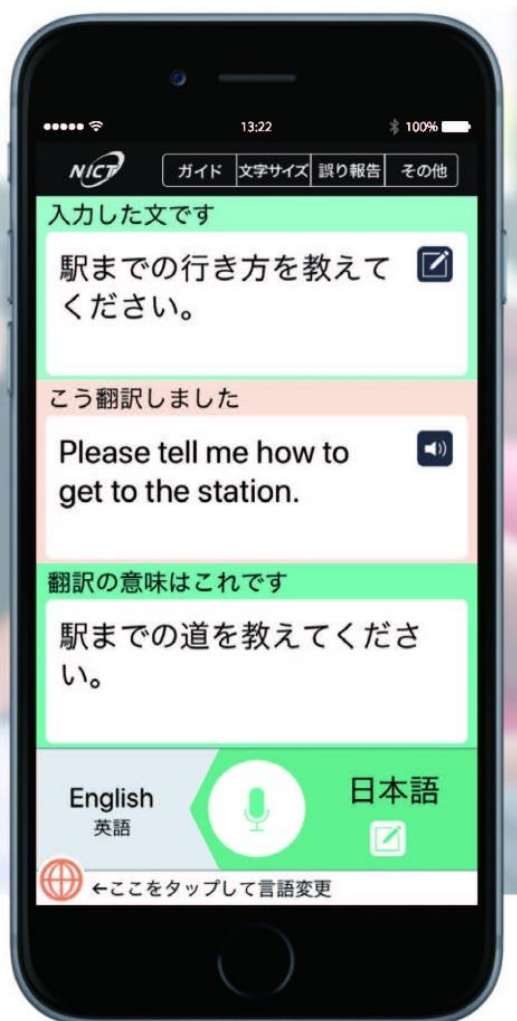 13:22
100%
NICT
ガイド 文字サイズ 誤り報告 その他
入力した文です
駅までの行き方を教えて
ください。
こう翻訳しました
Please tell me how to
get to the station.
翻訳の意味はこれです
駅までの道を教えてくださ
い。
English
英語
日本語
←ここをタップして言語変更